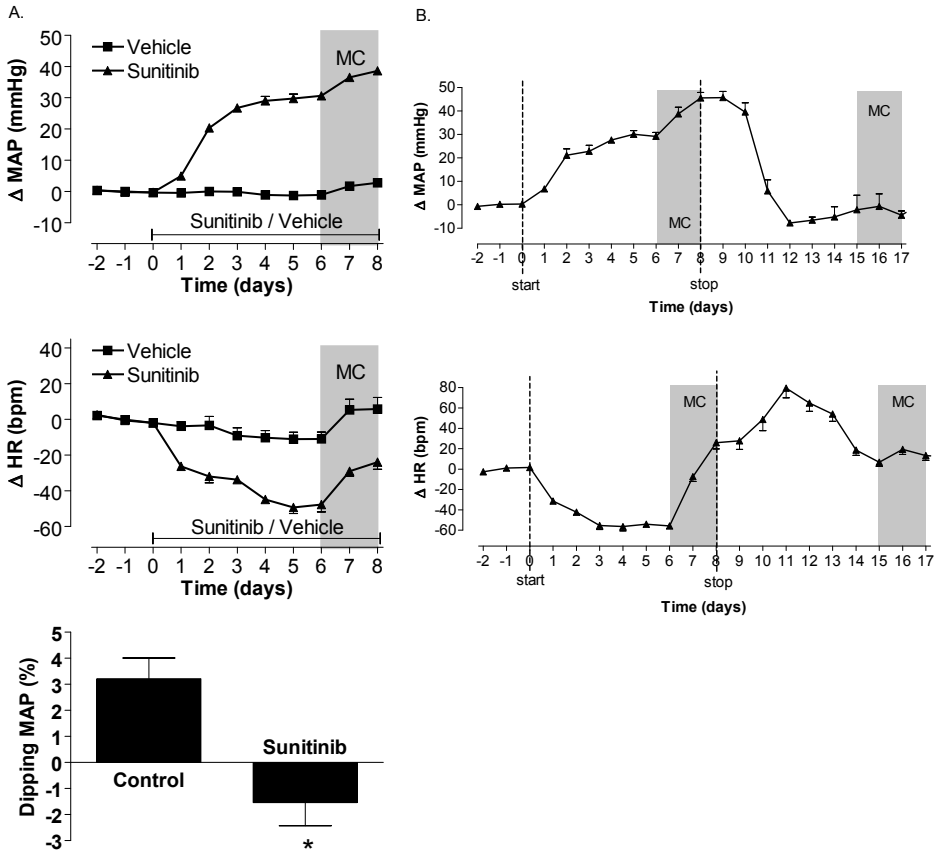 A.
50
40
30
20
10
0
-10
Δ MAP (mmHg)
Vehicle
Sunitinib
MC
Sunitinib / Vehicle
-2 -1 0 1 2 3 4 5 6 7 8
Time (days)
40
20
0
-20
-40
-60
Δ HR (bpm)
Vehicle
Sunitinib
MC
Sunitinib / Vehicle
-2 -1 0 1 2 3 4 5 6 7 8
Time (days)
5
4
3
2
1
0
-1
-2
-3
Dipping MAP (%)
Control
Sunitinib
*
B.
50
40
30
20
10
0
-10
Δ MAP (mmHg)
MC
MC
-2 -1 0 1 2 3 4 5 6 7 8 9 10 11 12 13 14 15 16 17
start
stop
Time (days)
80
60
40
20
0
-20
-40
-60
Δ HR (bpm)
MC
MC
-2 -1 0 1 2 3 4 5 6 7 8 9 10 11 12 13 14 15 16 17
start
stop
Time (days)